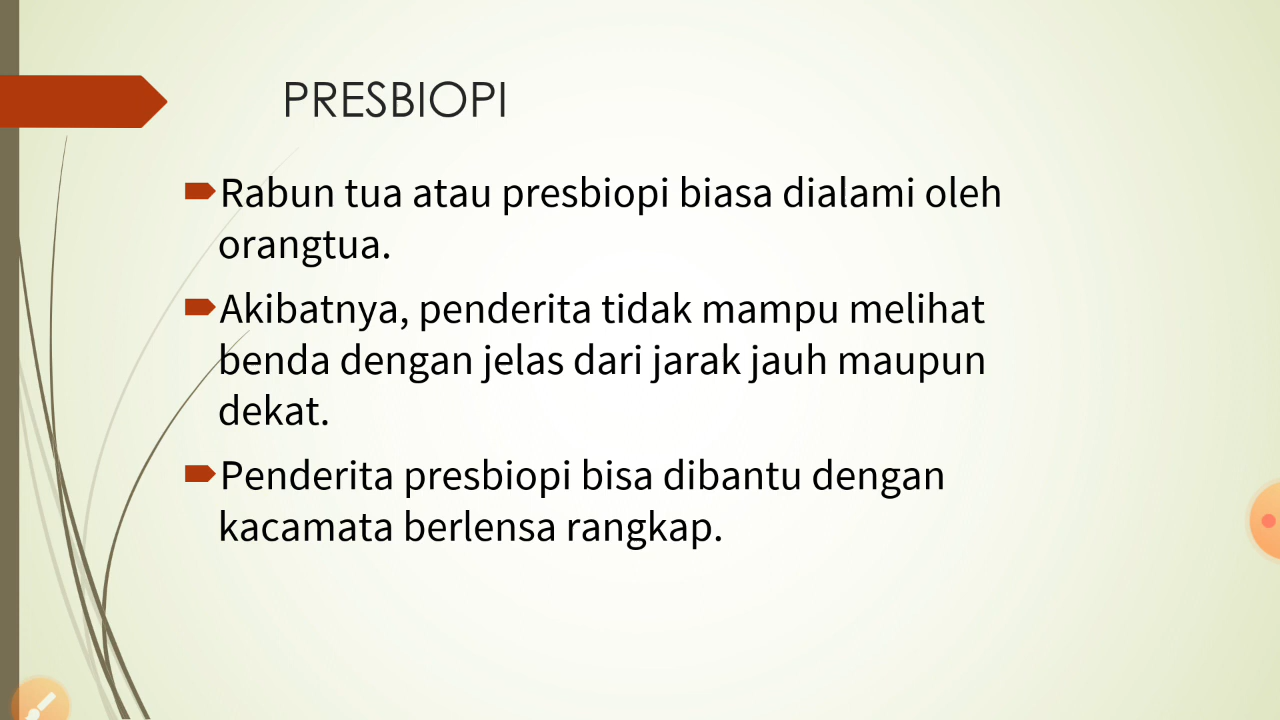 PRESBIOPI
Rabun tua atau presbiopi biasa dialami oleh
orangtua.
Akibatnya, penderita tidak mampu melihat
benda dengan jelas dari jarak jauh maupun
dekat.
Penderita presbiopi bisa dibantu dengan
kacamata berlensa rangkap.